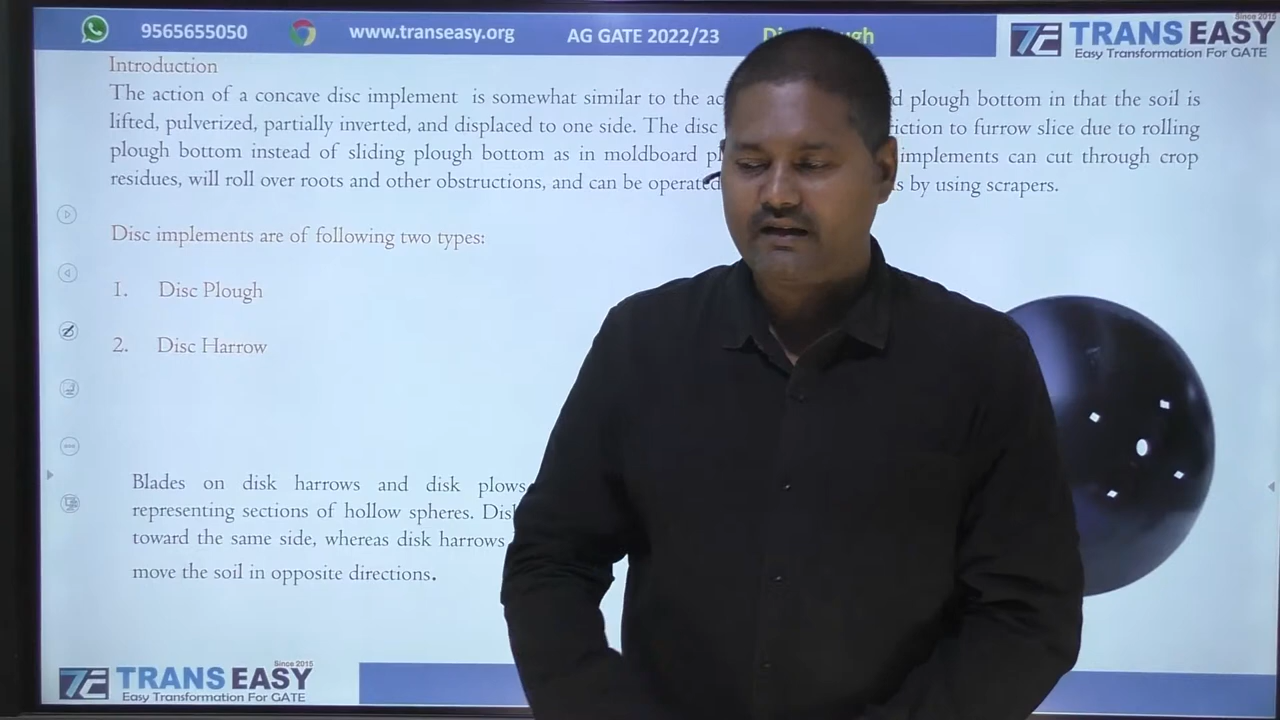 9565655050 www.transeasy.org AG GATE 2022/23
Since 2015
TRANS EASY
Easy Transformation For GATE
Introduction
The action of a concave disc implement is somewhat similar to the plough bottom in that the soil is
lifted, pulverized, partially inverted, and displaced to one side. The disc to furrow slice due to rolling
plough bottom instead of sliding plough bottom as in moldboard implements can cut through crop
residues, will roll over roots and other obstructions, and can be by using scrapers.
Disc implements are of following two types:
1. Disc Plough
2. Disc Harrow
Blades on disk harrows and disk plows
representing sections of hollow spheres.
toward the same side, whereas disk harrows
move the soil in opposite directions.
Since 2015
TRANS EASY
Easy Transformation For GATE